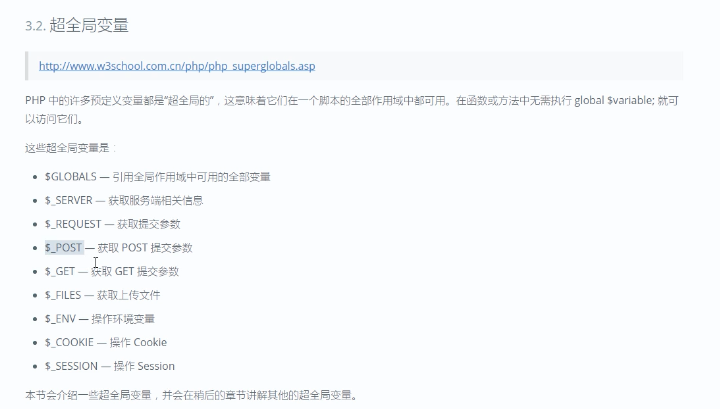 3.2. 超全局变量
http://www.w3school.com.cn/php/php_superglobals.asp
PHP 中的许多预定义变量都是“超全局的”，这意味着它们在一个脚本的全部作用域中都可用。在函数或方法中无需执行 global $variable; 就可
以访问它们。
这些超全局变量是：
• $GLOBALS — 引用全局作用域中可用的全部变量
• $_SERVER — 获取服务端相关信息
• $_REQUEST — 获取提交参数
• $_POST — 获取 POST 提交参数
• $_GET — 获取 GET 提交参数
• $_FILES — 获取上传文件
• $_ENV — 操作环境变量
• $_COOKIE — 操作 Cookie
• $_SESSION — 操作 Session
本节会介绍一些超全局变量，并会在稍后的章节讲解其他的超全局变量。